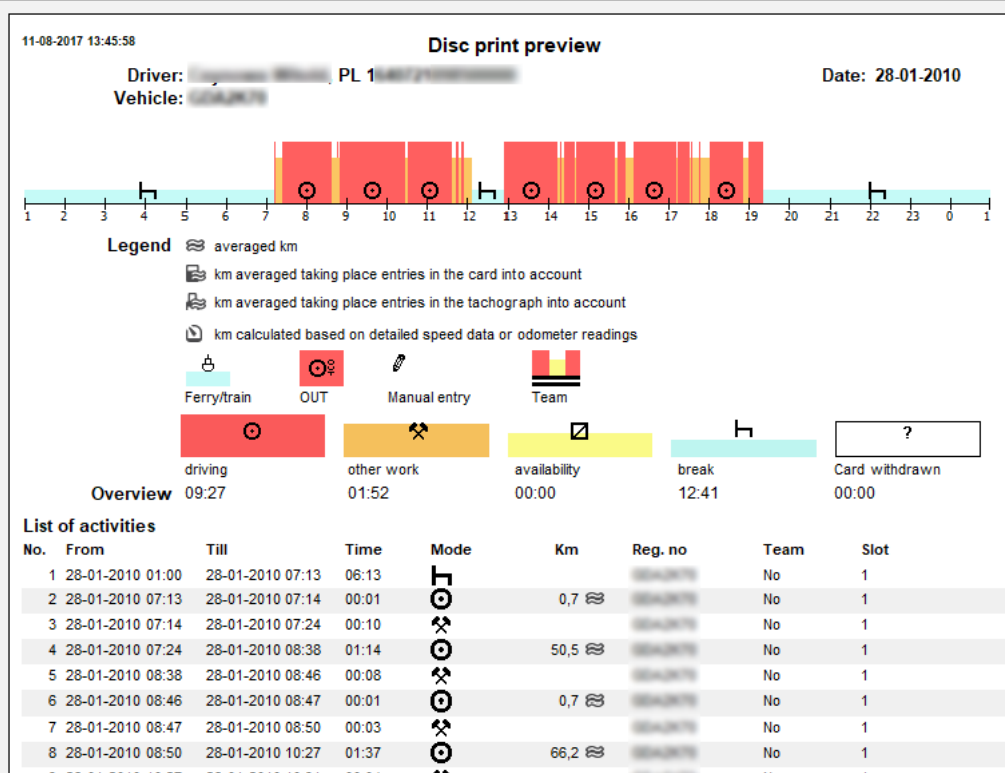 11-08-2017 13:45:58
Disc print preview
Driver: PL
Date: 28-01-2010
Vehicle:
1 2 3 4 5 6 7 8 9 10 11 12 13 14 15 16 17 18 19 20 21 22 23 0 1
Legend averaged km
km averaged taking place entries in the card into account
km averaged taking place entries in the tachograph into account
km calculated based on detailed speed data or odometer readings
Ferry/train OUT Manual entry Team
?
driving other work availability break Card withdrawn
Overview 09:27 01:52 00:00 12:41 00:00
List of activities
No. From Till Time Mode Km Reg. no Team Slot
1 28-01-2010 01:00 28-01-2010 07:13 06:13 No 1
2 28-01-2010 07:13 28-01-2010 07:14 00:01 0,7 No 1
3 28-01-2010 07:14 28-01-2010 07:24 00:10 No 1
4 28-01-2010 07:24 28-01-2010 08:38 01:14 50,5 No 1
5 28-01-2010 08:38 28-01-2010 08:46 00:08 No 1
6 28-01-2010 08:46 28-01-2010 08:47 00:01 0,7 No 1
7 28-01-2010 08:47 28-01-2010 08:50 00:03 No 1
8 28-01-2010 08:50 28-01-2010 10:27 01:37 66,2 No 1